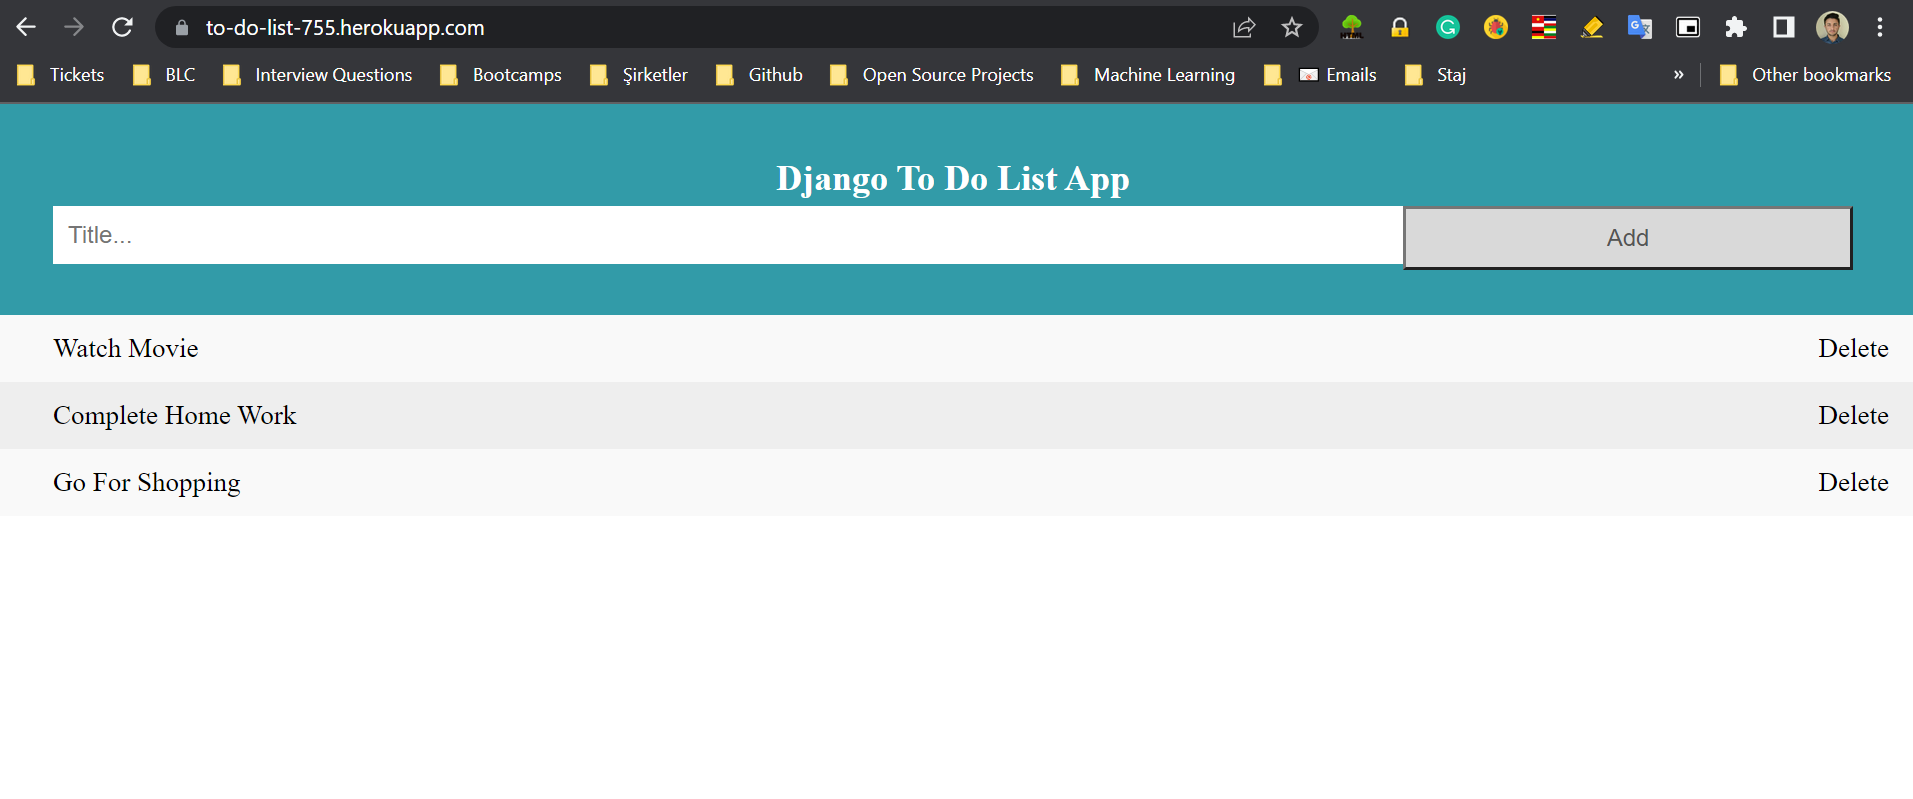 to-do-list-755.herokuapp.com
Tickets BLC Interview Questions Bootcamps Şirketler Github Open Source Projects Machine Learning Emails Staj » Other bookmarks
Django To Do List App
Title... Add
Watch Movie Delete
Complete Home Work Delete
Go For Shopping Delete